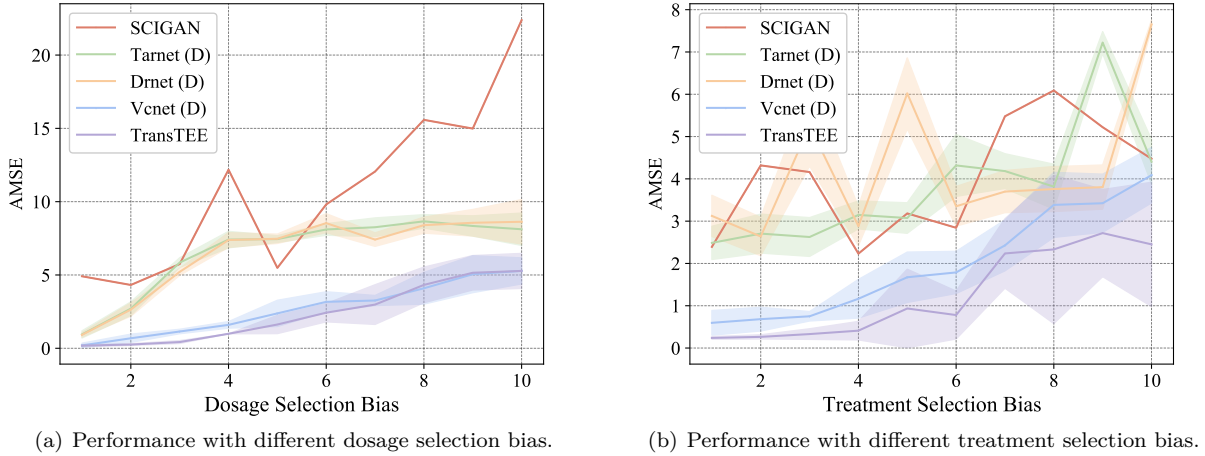 SCIGAN
Tarnet (D)
Drnet (D)
Vcnet (D)
TransTEE
AMSE
20
15
10
5
0
2
4
6
8
10
Dosage Selection Bias
(a) Performance with different dosage selection bias.
SCIGAN
Tarnet (D)
Drnet (D)
Vcnet (D)
TransTEE
AMSE
8
7
6
5
4
3
2
1
0
2
4
6
8
10
Treatment Selection Bias
(b) Performance with different treatment selection bias.